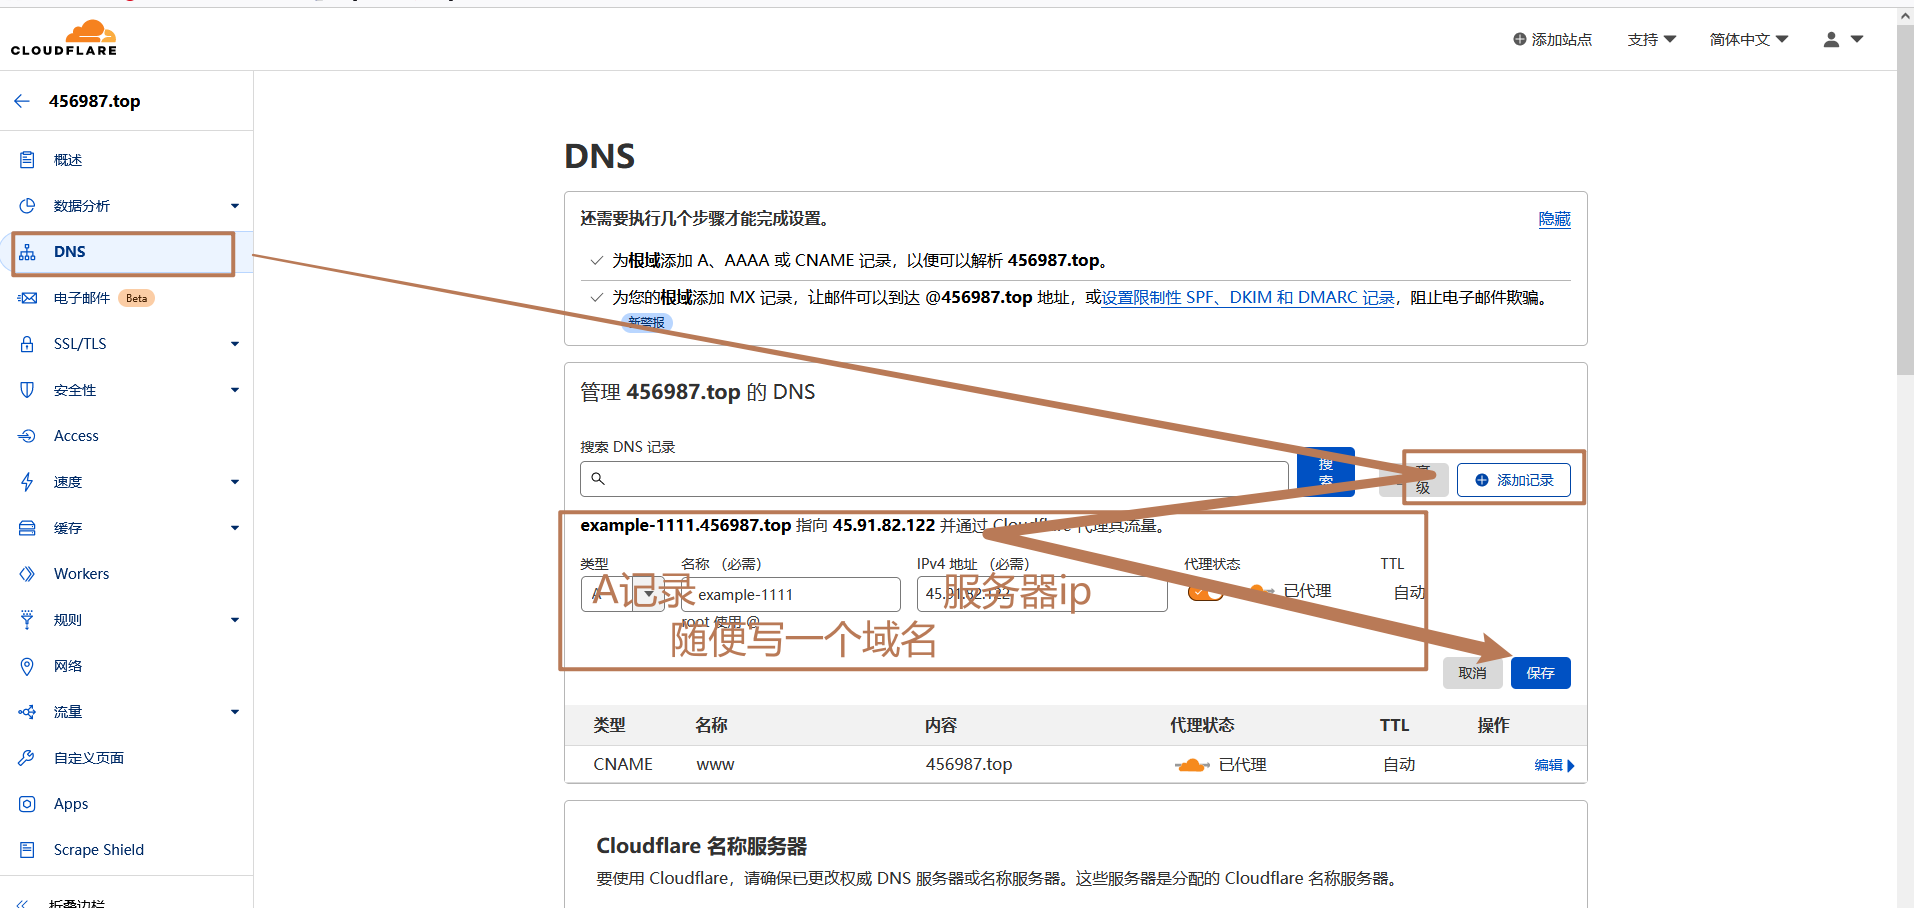 CLOUDFLARE
添加站点
支持
简体中文
456987.top
概述
数据分析
DNS
电子邮件 Beta
SSL/TLS
安全性
Access
速度
缓存
Workers
规则
网络
流量
自定义页面
Apps
Scrape Shield
折叠边栏
DNS
还需要执行几个步骤才能完成设置。
隐藏
为根域添加 A、AAAA 或 CNAME 记录，以便可以解析 456987.top。
为您的根域添加 MX 记录，让邮件可以到达 @456987.top 地址，或设置限制性 SPF、DKIM 和 DMARC 记录，阻止电子邮件欺骗。
新警报
管理 456987.top 的 DNS
搜索 DNS 记录
搜索
高级
添加记录
example-1111.456987.top 指向 45.91.82.122 并通过 Cloudflare 代理其流量。
类型 名称 （必需） IPv4 地址 （必需） 代理状态 TTL
A example-1111 45.91.82.122 已代理 自动
A记录 服务器ip
root 使用 @
随便写一个域名
取消 保存
类型 名称 内容 代理状态 TTL 操作
CNAME www 456987.top 已代理 自动 编辑
Cloudflare 名称服务器
要使用 Cloudflare，请确保已更改权威 DNS 服务器或名称服务器。这些服务器是分配的 Cloudflare 名称服务器。